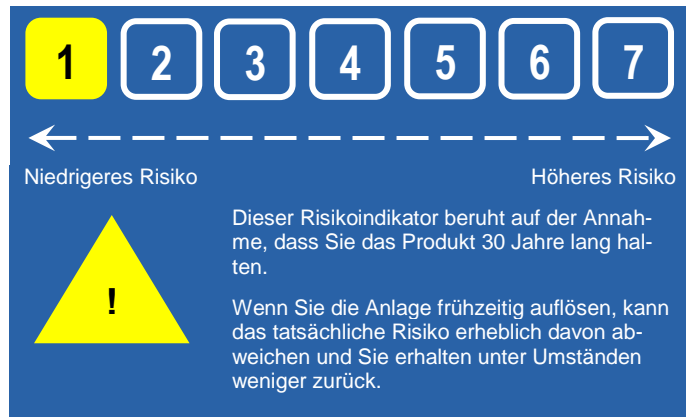 1 2 3 4 5 6 7
Niedrigeres Risiko Höheres Risiko
!
Dieser Risikoindikator beruht auf der Annah-
me, dass Sie das Produkt 30 Jahre lang hal-
ten.
Wenn Sie die Anlage frühzeitig auflösen, kann
das tatsächliche Risiko erheblich davon ab-
weichen und Sie erhalten unter Umständen
weniger zurück.